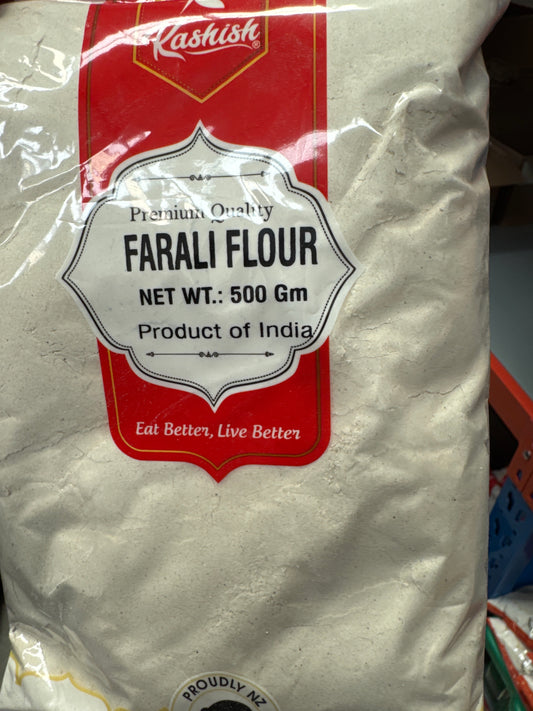 Kashish®
Premium Quality
FARALI FLOUR
NET WT.: 500 Gm
Product of India
Eat Better, Live Better
PROUDLY NZ